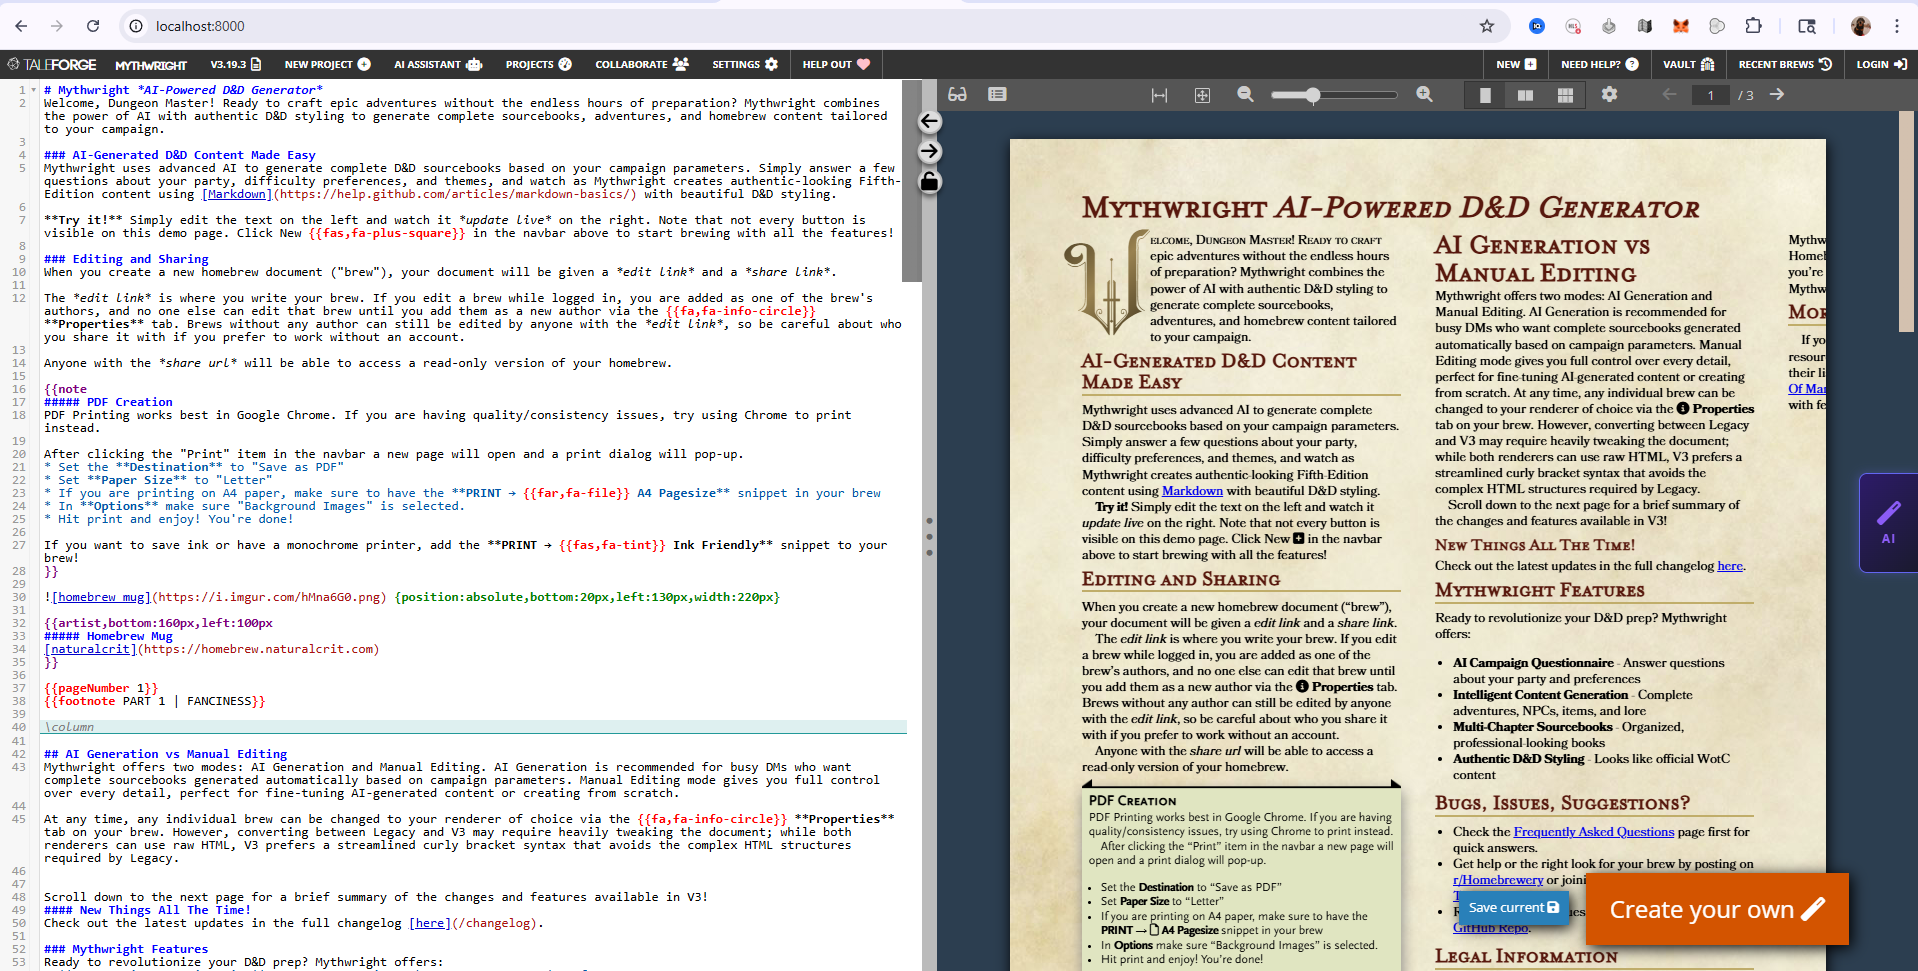 localhost:8000
TALEFORGE MYTHWRIGHT V3.19.3 NEW PROJECT AI ASSISTANT PROJECTS COLLABORATE SETTINGS HELP OUT NEW NEED HELP? VAULT RECENT BREWS LOGIN
1 # Mythwright *AI-Powered D&D Generator*
2 Welcome, Dungeon Master! Ready to craft epic adventures without the endless hours of preparation? Mythwright combines
the power of AI with authentic D&D styling to generate complete sourcebooks, adventures, and homebrew content tailored
to your campaign.
3
4 ### AI-Generated D&D Content Made Easy
5 Mythwright uses advanced AI to generate complete D&D sourcebooks based on your campaign parameters. Simply answer a few
questions about your party, difficulty preferences, and themes, and watch as Mythwright creates authentic-looking Fifth-
Edition content using [Markdown](https://help.github.com/articles/markdown-basics/) with beautiful D&D styling.
6
7 **Try it!** Simply edit the text on the left and watch it *update live* on the right. Note that not every button is
visible on this demo page. Click New {{fas,fa-plus-square}} in the navbar above to start brewing with all the features!
8
9 ### Editing and Sharing
10 When you create a new homebrew document ("brew"), your document will be given a *edit link* and a *share link*.
11
12 The *edit link* is where you write your brew. If you edit a brew while logged in, you are added as one of the brew's
authors, and no one else can edit that brew until you add them as a new author via the {{fa,fa-info-circle}}
**Properties** tab. Brews without any author can still be edited by anyone with the *edit link*, so be careful about who
you share it with if you prefer to work without an account.
13
14 Anyone with the *share url* will be able to access a read-only version of your homebrew.
15
16 {{note
17 ##### PDF Creation
18 PDF Printing works best in Google Chrome. If you are having quality/consistency issues, try using Chrome to print
instead.
19
20 After clicking the "Print" item in the navbar a new page will open and a print dialog will pop-up.
21 * Set the **Destination** to "Save as PDF"
22 * Set **Paper Size** to "Letter"
23 * If you are printing on A4 paper, make sure to have the **PRINT → {{far,fa-file}} A4 Pagesize** snippet in your brew
24 * In **Options** make sure "Background Images" is selected.
25 * Hit print and enjoy! You're done!
26
27 If you want to save ink or have a monochrome printer, add the **PRINT → {{fas,fa-tint}} Ink Friendly** snippet to your
brew!
28 }}
29
30 ![homebrew mug](https://i.imgur.com/hMna6G0.png) {position:absolute,bottom:20px,left:130px,width:220px}
31
32 {{artist,bottom:160px,left:100px
33 ##### Homebrew Mug
34 [naturalcrit](https://homebrew.naturalcrit.com)
35 }}
36
37 {{pageNumber 1}}
38 {{footnote PART 1 | FANCINESS}}
39
40 \column
41
42 ## AI Generation vs Manual Editing
43 Mythwright offers two modes: AI Generation and Manual Editing. AI Generation is recommended for busy DMs who want
complete sourcebooks generated automatically based on campaign parameters. Manual Editing mode gives you full control
over every detail, perfect for fine-tuning AI-generated content or creating from scratch.
44
45 At any time, any individual brew can be changed to your renderer of choice via the {{fa,fa-info-circle}} **Properties**
tab on your brew. However, converting between Legacy and V3 may require heavily tweaking the document; while both
renderers can use raw HTML, V3 prefers a streamlined curly bracket syntax that avoids the complex HTML structures
required by Legacy.
46
47
48 Scroll down to the next page for a brief summary of the changes and features available in V3!
49 #### New Things All The Time!
50 Check out the latest updates in the full changelog [here](/changelog).
51
52 ### Mythwright Features
53 Ready to revolutionize your D&D prep? Mythwright offers:
1 / 3
Mythwright AI-Powered D&D Generator
Welcome, Dungeon Master! Ready to craft
epic adventures without the endless hours
of preparation? Mythwright combines the
power of AI with authentic D&D styling to
generate complete sourcebooks,
adventures, and homebrew content tailored
to your campaign.
AI-Generated D&D Content
Made Easy
Mythwright uses advanced AI to generate complete
D&D sourcebooks based on your campaign parameters.
Simply answer a few questions about your party,
difficulty preferences, and themes, and watch as
Mythwright creates authentic-looking Fifth-Edition
content using Markdown with beautiful D&D styling.
Try it! Simply edit the text on the left and watch it
update live on the right. Note that not every button is
visible on this demo page. Click New in the navbar
above to start brewing with all the features!
Editing and Sharing
When you create a new homebrew document (“brew”),
your document will be given a edit link and a share link.
The edit link is where you write your brew. If you edit
a brew while logged in, you are added as one of the
brew’s authors, and no one else can edit that brew until
you add them as a new author via the Properties tab.
Brews without any author can still be edited by anyone
with the edit link, so be careful about who you share it
with if you prefer to work without an account.
Anyone with the share url will be able to access a
read-only version of your homebrew.
PDF Creation
PDF Printing works best in Google Chrome. If you are having
quality/consistency issues, try using Chrome to print instead.
After clicking the “Print” item in the navbar a new page will
open and a print dialog will pop-up.
• Set the Destination to “Save as PDF”
• Set Paper Size to “Letter”
• If you are printing on A4 paper, make sure to have the
PRINT → A4 Pagesize snippet in your brew
• In Options make sure “Background Images” is selected.
• Hit print and enjoy! You’re done!
AI Generation vs
Manual Editing
Mythwright offers two modes: AI Generation and
Manual Editing. AI Generation is recommended for
busy DMs who want complete sourcebooks generated
automatically based on campaign parameters. Manual
Editing mode gives you full control over every detail,
perfect for fine-tuning AI-generated content or creating
from scratch. At any time, any individual brew can be
changed to your renderer of choice via the Properties
tab on your brew. However, converting between Legacy
and V3 may require heavily tweaking the document;
while both renderers can use raw HTML, V3 prefers a
streamlined curly bracket syntax that avoids the
complex HTML structures required by Legacy.
Scroll down to the next page for a brief summary of
the changes and features available in V3!
New Things All The Time!
Check out the latest updates in the full changelog here.
Mythwright Features
Ready to revolutionize your D&D prep? Mythwright
offers:
• AI Campaign Questionnaire - Answer questions
about your party and preferences
• Intelligent Content Generation - Complete
adventures, NPCs, items, and lore
• Multi-Chapter Sourcebooks - Organized,
professional-looking books
• Authentic D&D Styling - Looks like official WotC
content
Bugs, Issues, Suggestions?
• Check the Frequently Asked Questions page first for
quick answers.
• Get help or the right look for your brew by posting on
r/Homebrewery or joini
GitHub Repo.
Legal Information
Mythw
Homel
you’re
Mythw
Mor
If yo
resour
their li
Of Mar
with fe
AI
Save current
Create your own